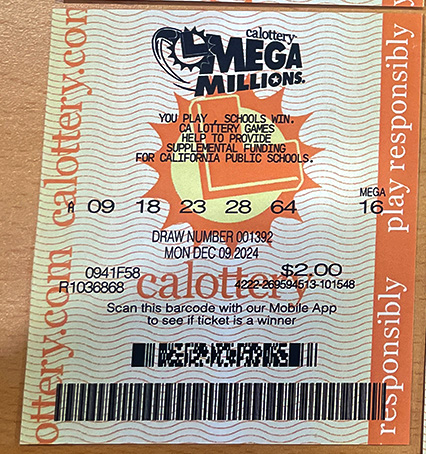 calottery
MEGA
MILLIONS.
YOU PLAY, SCHOOLS WIN.
CA LOTTERY GAMES
HELP TO PROVIDE
SUPPLEMENTAL FUNDING
FOR CALIFORNIA PUBLIC SCHOOLS.
MEGA
A 09 18 23 28 64 16
DRAW NUMBER 001392
MON DEC 09 2024
0941F58 $2.00
R1036868 4222-269594513-101548
calottery
Scan this barcode with our Mobile App
to see if ticket is a winner
ottery.com calottery.com
responsibly play responsibly